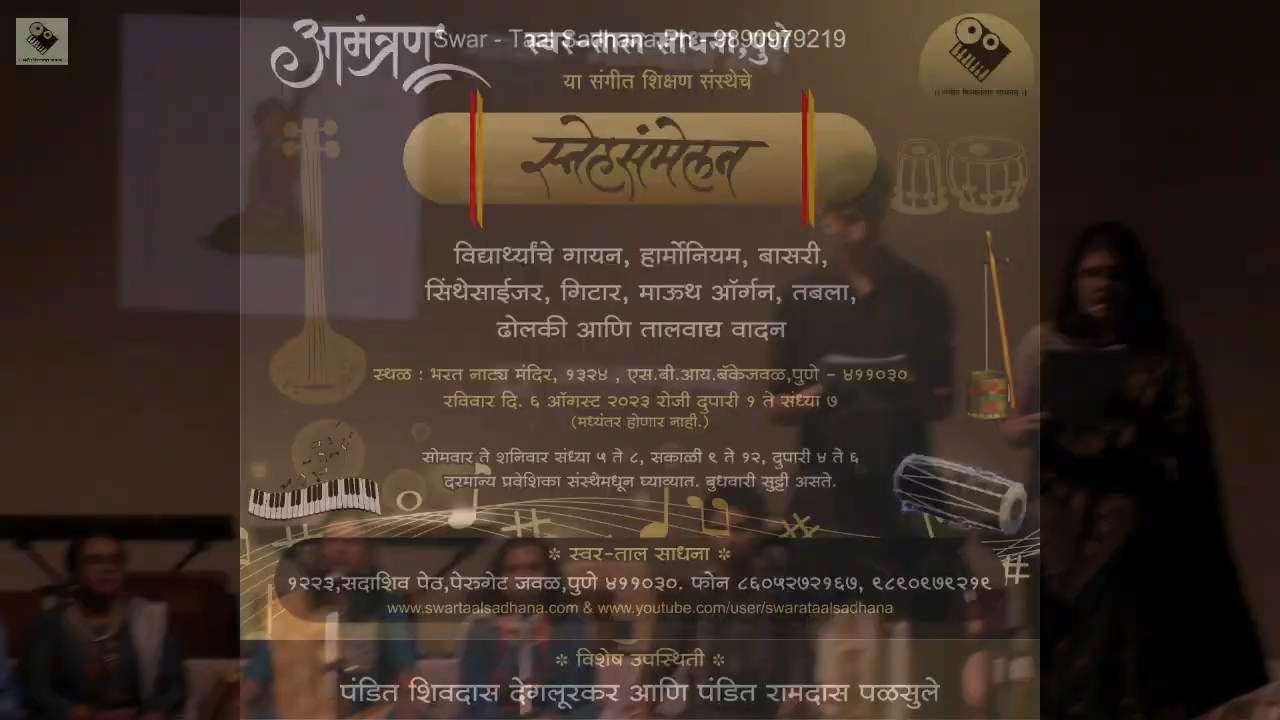 आमंत्रण
Swar - Taal Sadhana, Ph - 9890979219
स्वर-ताल साधना, पुणे
या संगीत शिक्षण संस्थेचे
स्नेहसंमेलन
विद्यार्थ्यांचे गायन, हार्मोनियम, बासरी,
सिंथेसाईजर, गिटार, माऊथ ऑर्गन, तबला,
ढोलकी आणि तालवाद्य वादन
स्थळ : भरत नाट्य मंदिर, १३२४ , एस.बी.आय.बॅकेजवळ,पुणे - ४११०३०
रविवार दि. ६ ऑगस्ट २०२३ रोजी दुपारी १ ते संध्या ७
(मध्यंतर होणार नाही.)
सोमवार ते शनिवार संध्या ५ ते ८, सकाळी ९ ते १२, दुपारी ४ ते ६
दरमान्य प्रवेशिका संस्थेमधून घ्याव्यात. बुधवारी सुट्टी असते.
❇ स्वर-ताल साधना ❇
१२२३,सदाशिव पेठ,पेरुगेट जवळ,पुणे ४११०३०. फोन ८६०५२७२१६७, ९८९०९७९२१९
www.swartaalsadhana.com & www.youtube.com/user/swarataalsadhana
❇ विशेष उपस्थिती ❇
पंडित शिवदास देगलूरकर आणि पंडित रामदास पळसुले